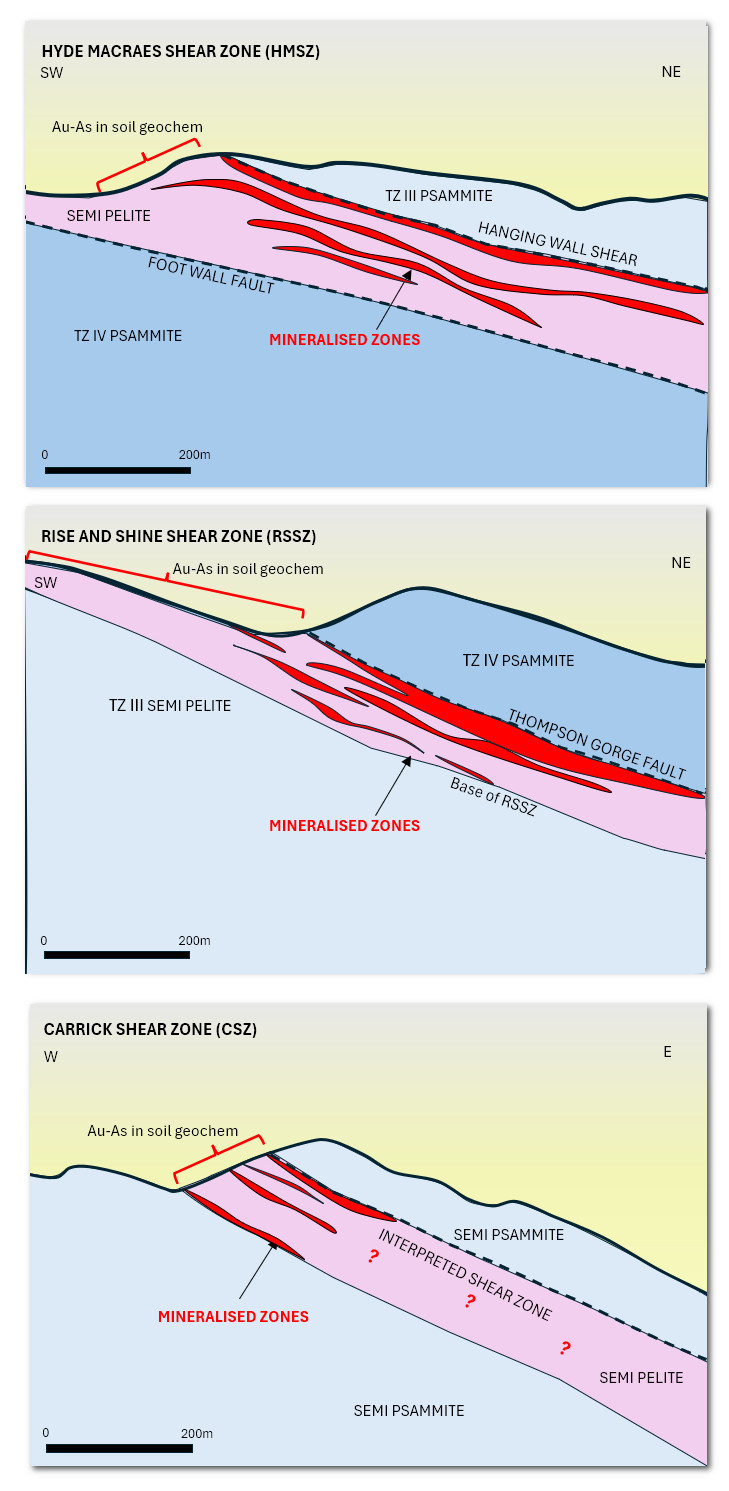 HYDE MACRAES SHEAR ZONE (HMSZ)
SW
NE
Au-As in soil geochem
TZ III PSAMMITE
SEMI PELITE
HANGING WALL SHEAR
FOOT WALL FAULT
TZ IV PSAMMITE
MINERALISED ZONES
0 200m
RISE AND SHINE SHEAR ZONE (RSSZ)
NE
Au-As in soil geochem
SW
TZ IV PSAMMITE
TZ III SEMI PELITE
THOMPSON GORGE FAULT
Base of RSSZ
MINERALISED ZONES
0 200m
CARRICK SHEAR ZONE (CSZ)
W
E
Au-As in soil geochem
SEMI PSAMMITE
INTERPRETED SHEAR ZONE
?
?
?
MINERALISED ZONES
SEMI PELITE
SEMI PSAMMITE
0 200m